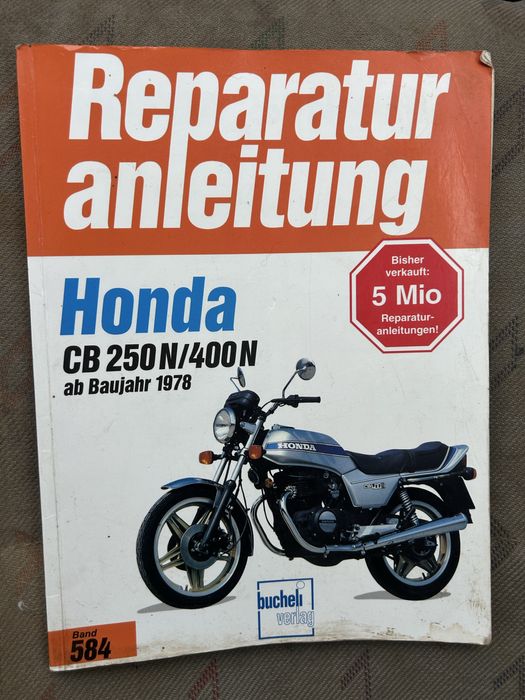 Reparatur
anleitung
Bisher
verkauft:
5 Mio
Reparatur-
anleitungen!
Honda
CB 250 N/400 N
ab Baujahr 1978
HONDA
bucheli
verlag
Band
584